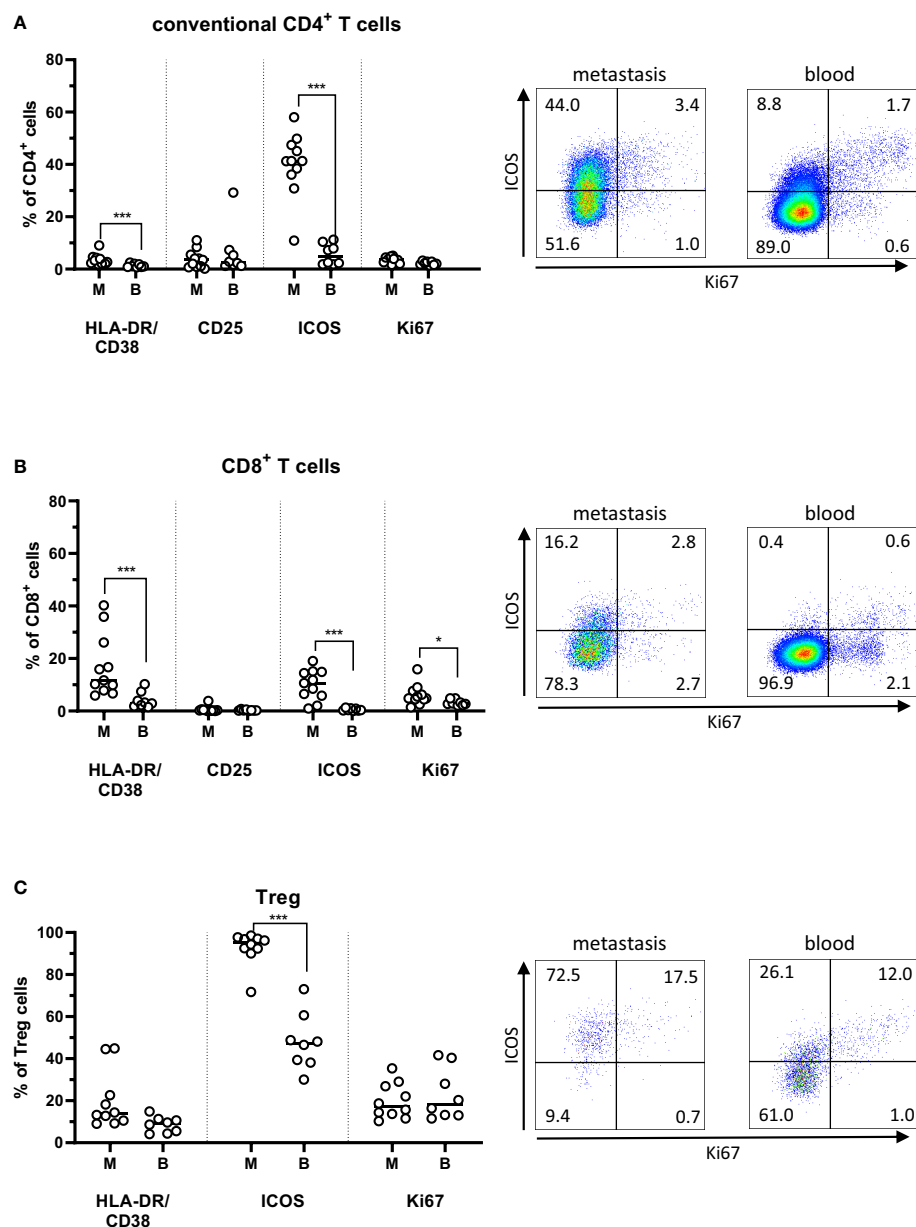 A
conventional CD4+ T cells
% of CD4+ cells
80
60
40
20
0
***
***
M B M B M B M B
HLA-DR/
CD38
CD25
ICOS
Ki67
metastasis
blood
ICOS
44.0 3.4
51.6 1.0
8.8 1.7
89.0 0.6
Ki67
B
CD8+ T cells
% of CD8+ cells
80
60
40
20
0
***
***
*
M B M B M B M B
HLA-DR/
CD38
CD25
ICOS
Ki67
metastasis
blood
ICOS
16.2 2.8
78.3 2.7
0.4 0.6
96.9 2.1
Ki67
C
Treg
% of Treg cells
100
80
60
40
20
0
***
M B M B M B
HLA-DR/
CD38
ICOS
Ki67
metastasis
blood
ICOS
72.5 17.5
9.4 0.7
26.1 12.0
61.0 1.0
Ki67